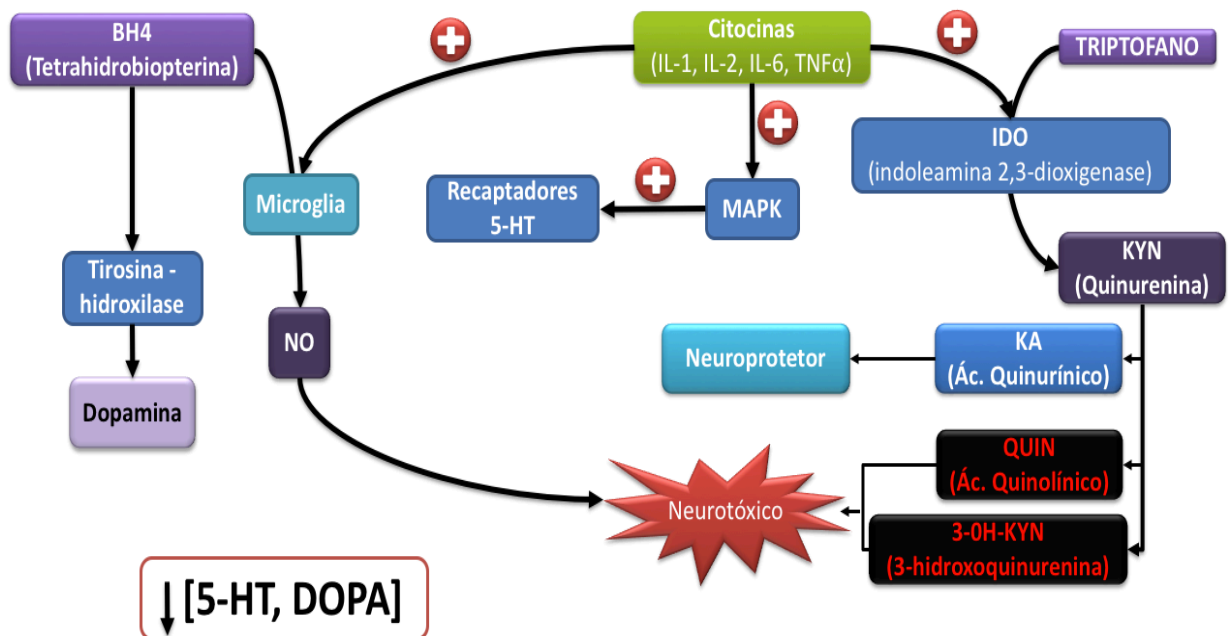 BH4
(Tetrahidrobiopterina)
Citocinas
(IL-1, IL-2, IL-6, TNFα)
TRIPTOFANO
IDO
(indoleamina 2,3-dioxigenase)
Microglia
Recaptadores
5-HT
MAPK
KYN
(Quinurenina)
Tirosina -
hidroxilase
NO
Neuroprotetor
KA
(Ác. Quinurínico)
Dopamina
QUIN
(Ác. Quinolínico)
Neurotóxico
3-0H-KYN
(3-hidroxoquinurenina)
↓ [5-HT, DOPA]